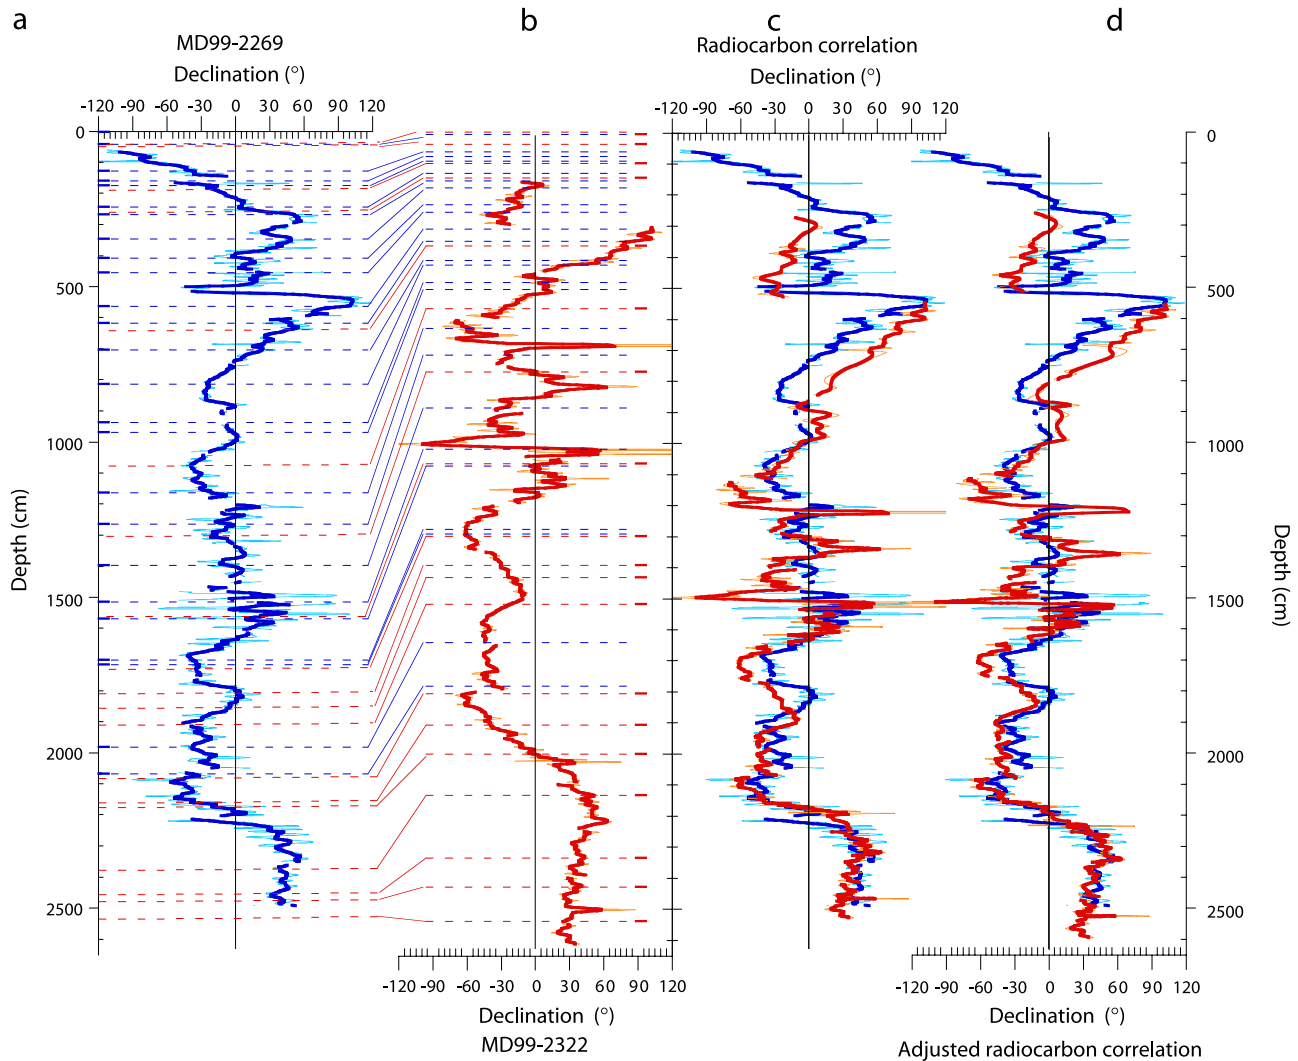 a
b
c
d
MD99-2269
Declination (°)
Radiocarbon correlation
Declination (°)
-120 -90 -60 -30 0 30 60 90 120
-120 -90 -60 -30 0 30 60 90 120
0
500
1000
1500
2000
2500
Depth (cm)
0
500
1000
1500
2000
2500
Depth (cm)
-120 -90 -60 -30 0 30 60 90 120
-120 -90 -60 -30 0 30 60 90 120
Declination (°)
MD99-2322
Declination (°)
Adjusted radiocarbon correlation